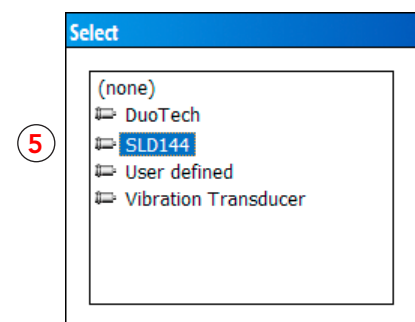 Select
(none)
DuoTech
5
SLD144
User defined
Vibration Transducer